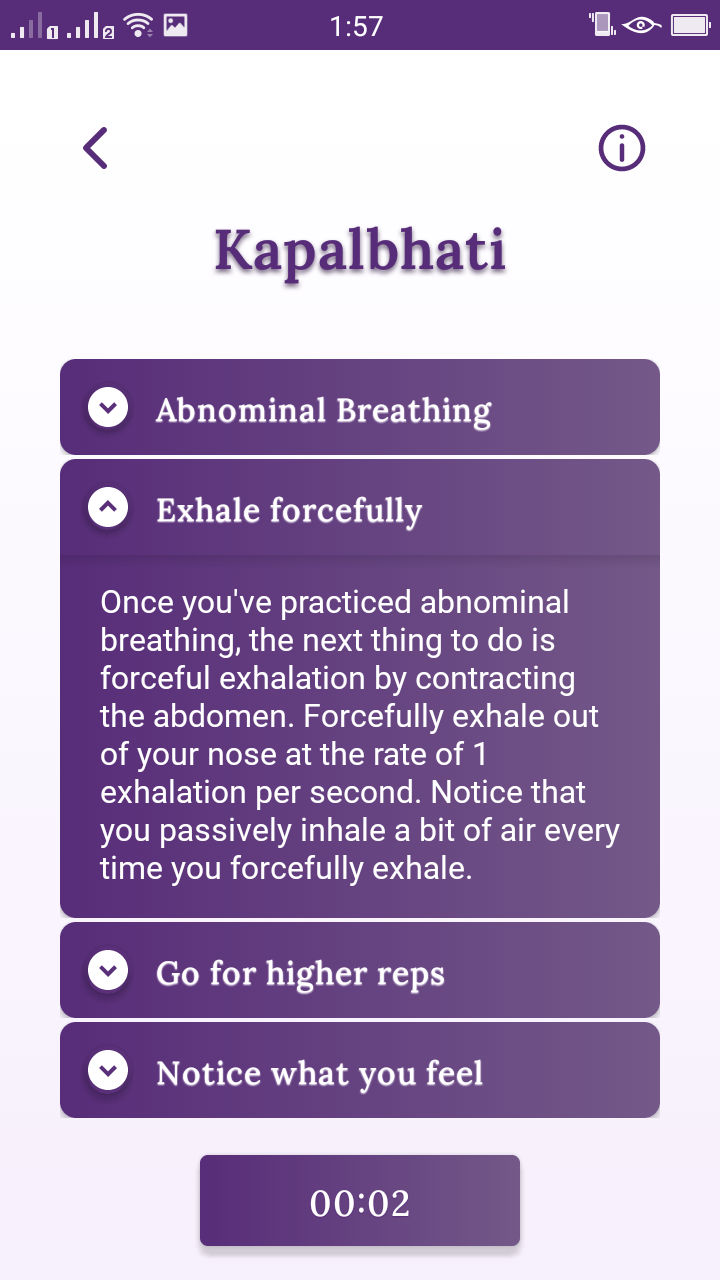 1 2 1:57
Kapalbhati
Abnominal Breathing
Exhale forcefully
Once you've practiced abnominal
breathing, the next thing to do is
forceful exhalation by contracting
the abdomen. Forcefully exhale out
of your nose at the rate of 1
exhalation per second. Notice that
you passively inhale a bit of air every
time you forcefully exhale.
Go for higher reps
Notice what you feel
00:02